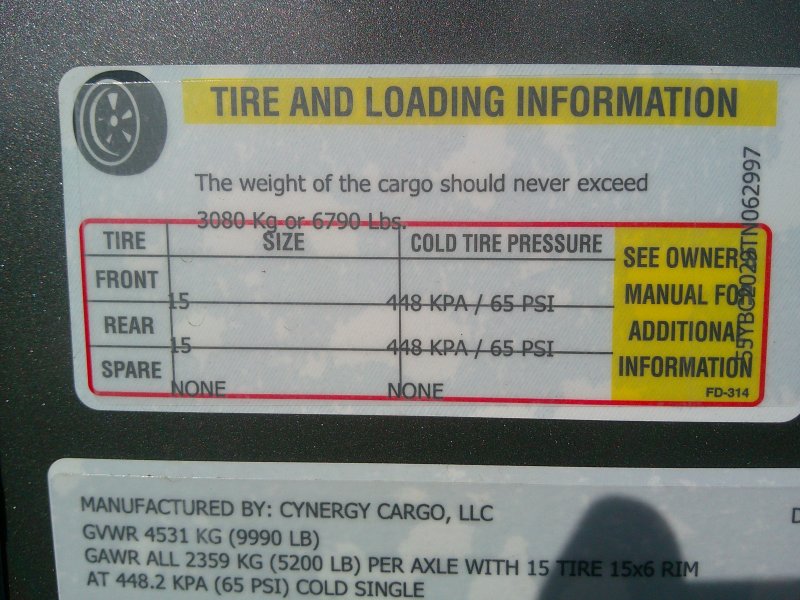 TIRE AND LOADING INFORMATION
The weight of the cargo should never exceed
3080 Kg or 6790 Lbs.
TIRE SIZE COLD TIRE PRESSURE
FRONT 15 448 KPA / 65 PSI
REAR 15 448 KPA / 65 PSI
SPARE NONE NONE
SEE OWNER'S
MANUAL FOR
ADDITIONAL
INFORMATION
FD-314
MANUFACTURED BY: CYNERGY CARGO, LLC
GVWR 4531 KG (9990 LB)
GAWR ALL 2359 KG (5200 LB) PER AXLE WITH 15 TIRE 15x6 RIM
AT 448.2 KPA (65 PSI) COLD SINGLE